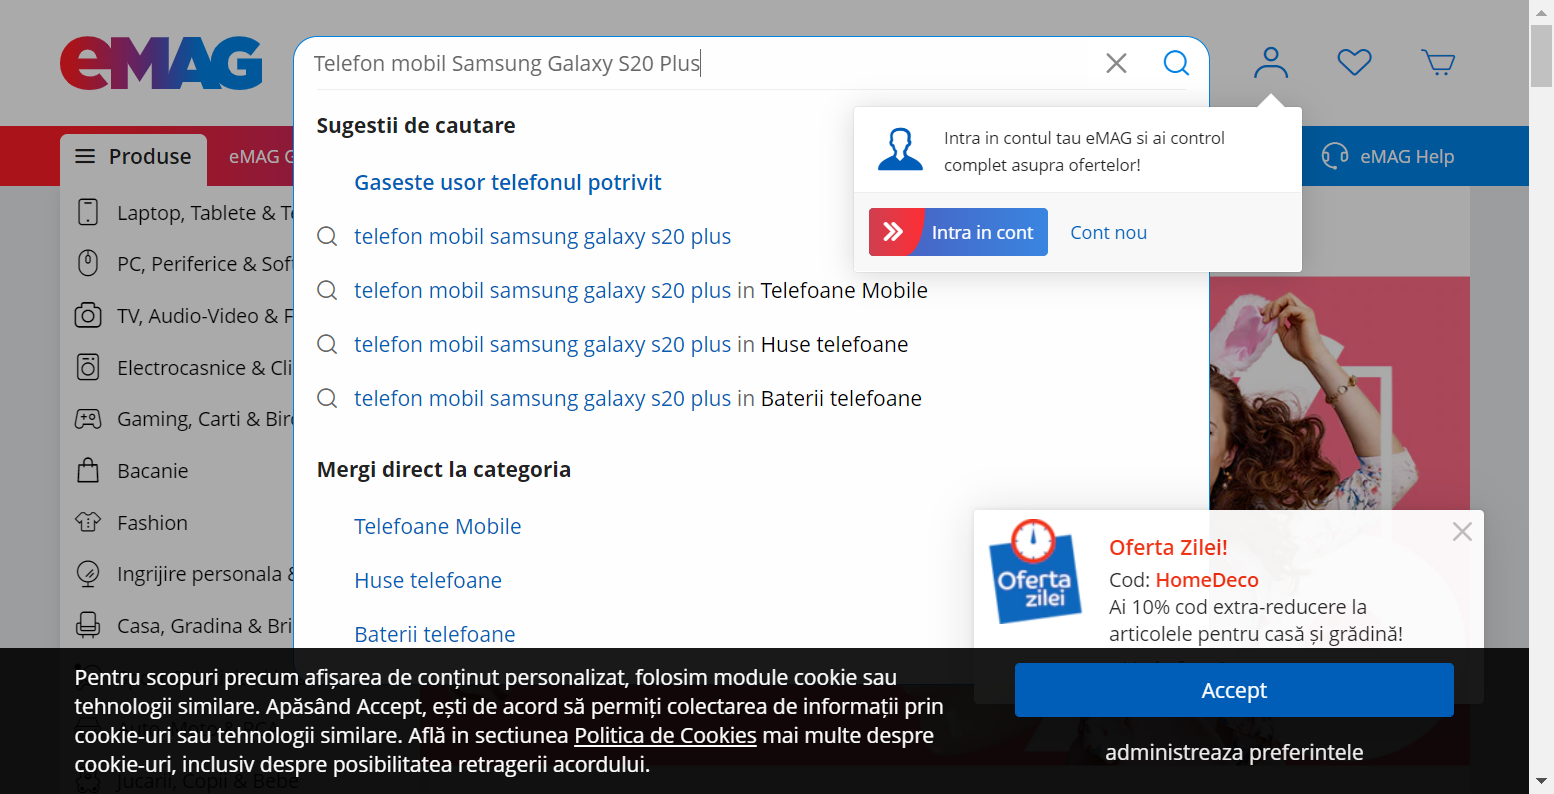 eMAG
Telefon mobil Samsung Galaxy S20 Plus
Produse
eMAG G
eMAG Help
Laptop, Tablete & Te
PC, Periferice & Soft
TV, Audio-Video & F
Electrocasnice & Cli
Gaming, Carti & Biro
Bacanie
Fashion
Ingrijire personala &
Casa, Gradina & Bri
Jucarii, Copii & Bebe
Sugestii de cautare
Gaseste usor telefonul potrivit
telefon mobil samsung galaxy s20 plus
telefon mobil samsung galaxy s20 plus in Telefoane Mobile
telefon mobil samsung galaxy s20 plus in Huse telefoane
telefon mobil samsung galaxy s20 plus in Baterii telefoane
Mergi direct la categoria
Telefoane Mobile
Huse telefoane
Baterii telefoane
Intra in contul tau eMAG si ai control
complet asupra ofertelor!
Intra in cont
Cont nou
Oferta
zilei
Oferta Zilei!
Cod: HomeDeco
Ai 10% cod extra-reducere la
articolele pentru casă și grădină!
Pentru scopuri precum afișarea de conținut personalizat, folosim module cookie sau
tehnologii similare. Apăsând Accept, ești de acord să permiți colectarea de informații prin
cookie-uri sau tehnologii similare. Află in sectiunea Politica de Cookies mai multe despre
cookie-uri, inclusiv despre posibilitatea retragerii acordului.
Accept
administreaza preferintele